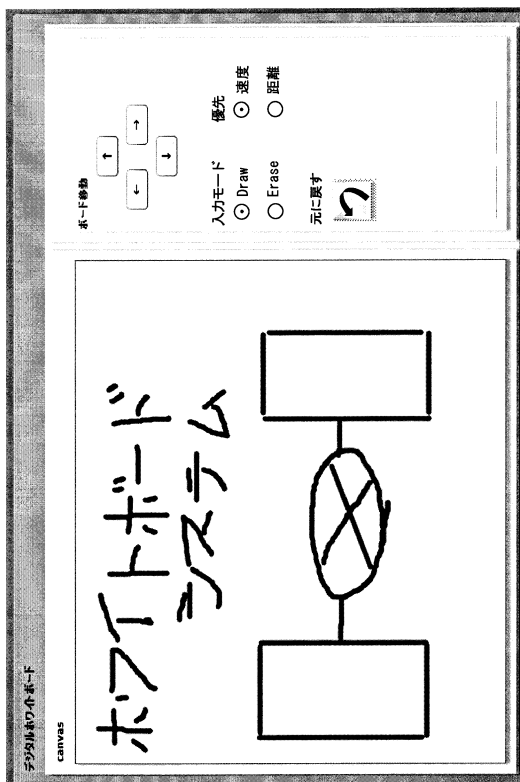 デジタルホワイトボード
canvas
ホワイトボード
システム
ボード移動
↑
← →
↓
入力モード 優先
Draw 速度
Erase 距離
元に戻す